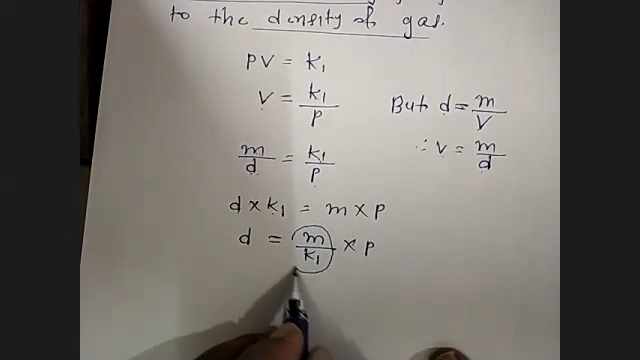 to the density of gas.
PV = K₁
V = K₁/P
But d = m/V
m/d = K₁/P
∴ V = m/d
d × K₁ = m × P
d = m/K₁ × P